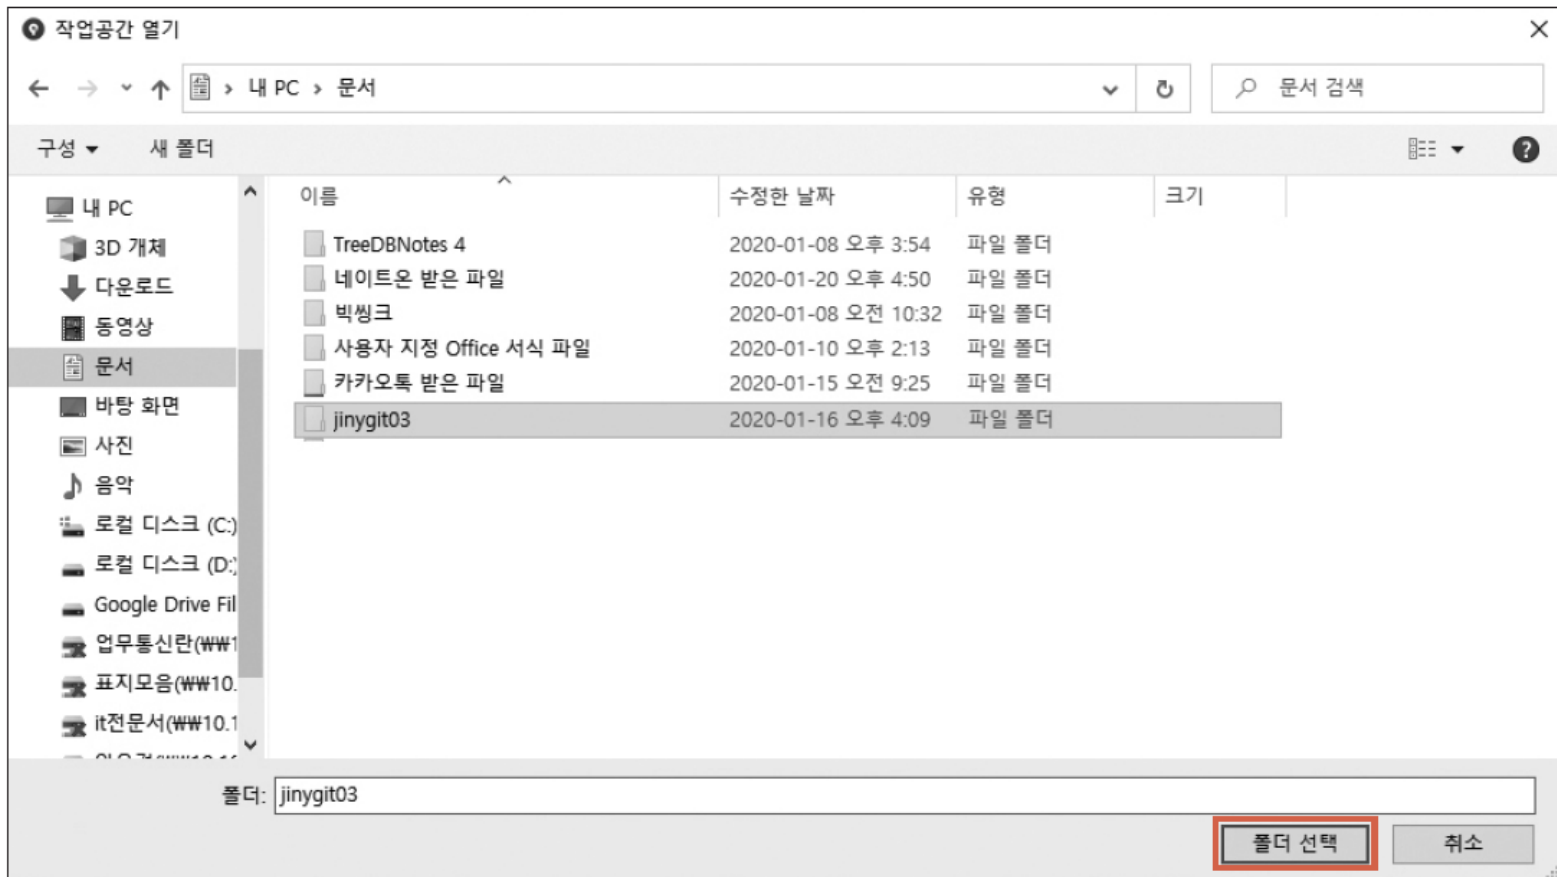 작업공간 열기
내 PC > 문서
문서 검색
구성
새 폴더
이름 수정한 날짜 유형 크기
내 PC
3D 개체
다운로드
동영상
문서
바탕 화면
사진
음악
로컬 디스크 (C:)
로컬 디스크 (D:)
Google Drive Fil
업무통신란(₩₩1
표지모음(₩₩10.
it전문서(₩₩10.1
TreeDBNotes 4 2020-01-08 오후 3:54 파일 폴더
네이트온 받은 파일 2020-01-20 오후 4:50 파일 폴더
빅씽크 2020-01-08 오전 10:32 파일 폴더
사용자 지정 Office 서식 파일 2020-01-10 오후 2:13 파일 폴더
카카오톡 받은 파일 2020-01-15 오전 9:25 파일 폴더
jinygit03 2020-01-16 오후 4:09 파일 폴더
폴더: jinygit03
폴더 선택
취소